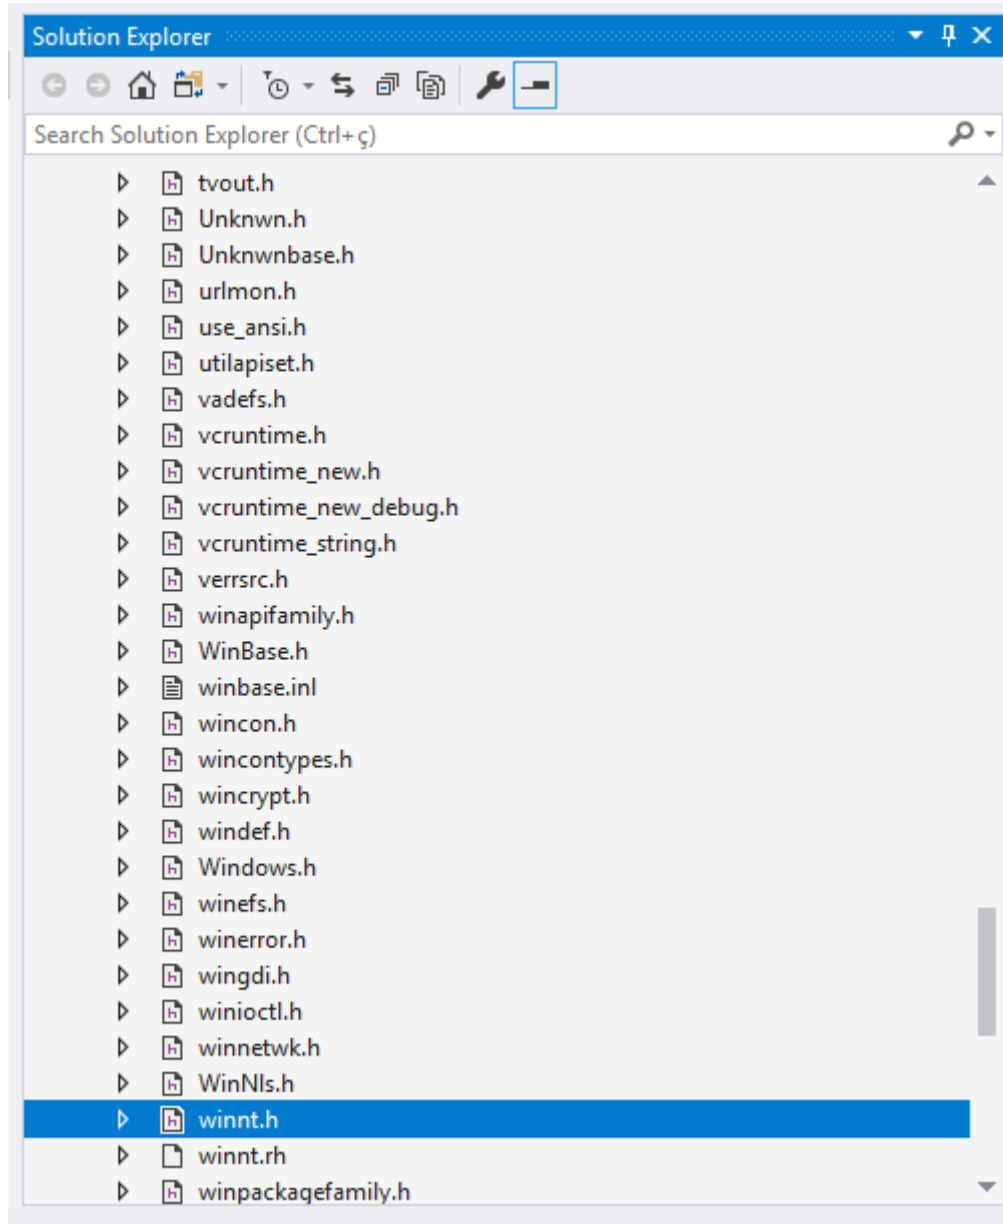 Solution Explorer
Search Solution Explorer (Ctrl+ç)
tvout.h
Unknwn.h
Unknwnbase.h
urlmon.h
use_ansi.h
utilapiset.h
vadefs.h
vcruntime.h
vcruntime_new.h
vcruntime_new_debug.h
vcruntime_string.h
verrsrc.h
winapifamily.h
WinBase.h
winbase.inl
wincon.h
wincontypes.h
wincrypt.h
windef.h
Windows.h
winefs.h
winerror.h
wingdi.h
winioctl.h
winnetwk.h
WinNls.h
winnt.h
winnt.rh
winpackagefamily.h